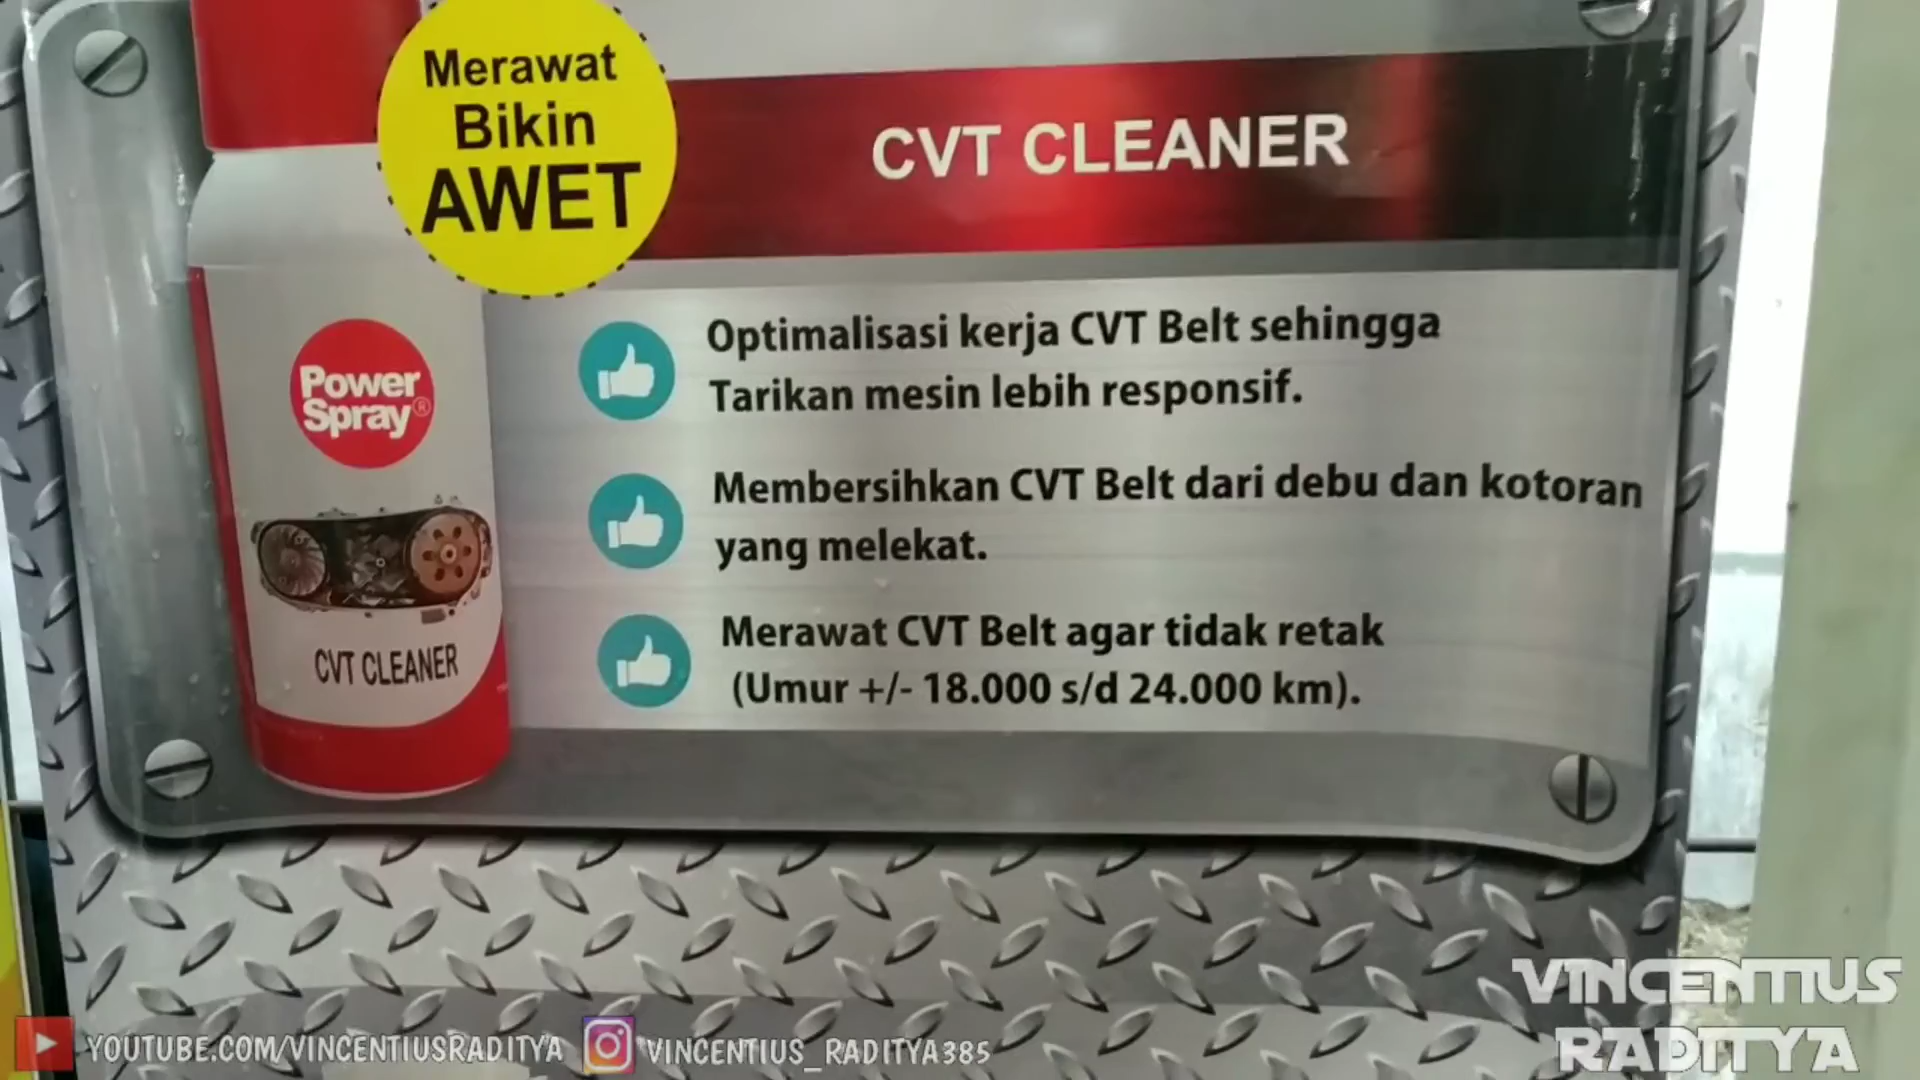 Merawat
Bikin
AWET
CVT CLEANER
Power
Spray®
CVT CLEANER
Optimalisasi kerja CVT Belt sehingga
Tarikan mesin lebih responsif.
Membersihkan CVT Belt dari debu dan kotoran
yang melekat.
Merawat CVT Belt agar tidak retak
(Umur +/- 18.000 s/d 24.000 km).
VINCENTIUS
RADITYA
YOUTUBE.COM/VINCENTIUSRADITYA
VINCENTIUS_RADITYA385